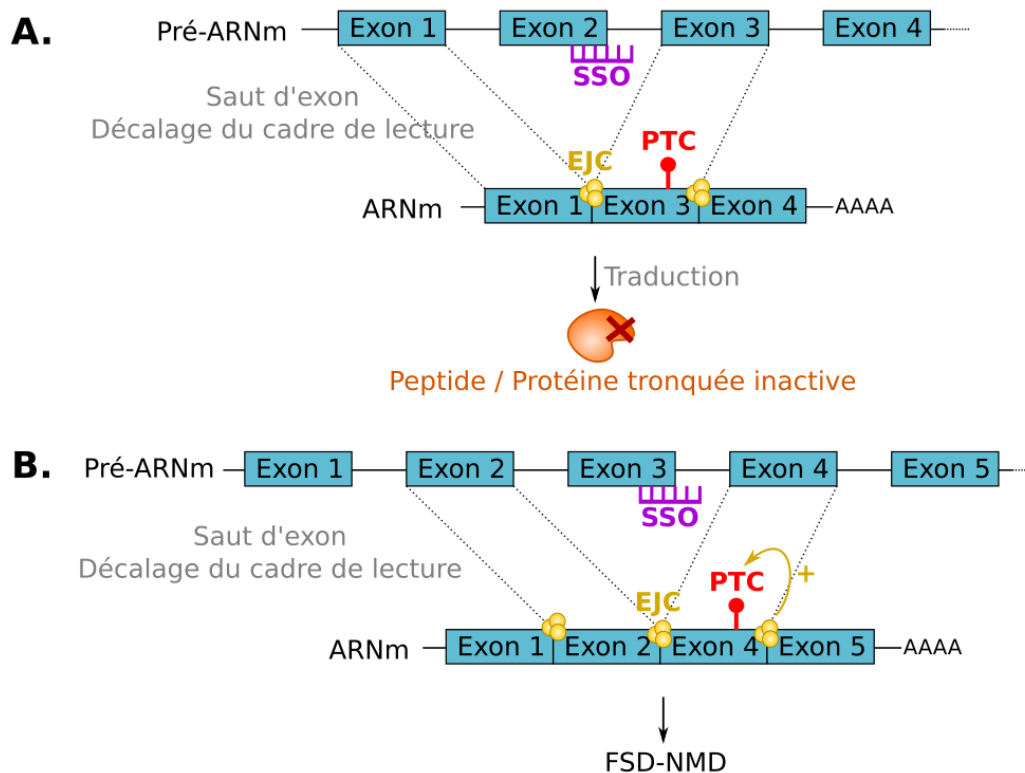 A.
Pré-ARNm Exon 1 Exon 2 Exon 3 Exon 4
SSO
Saut d'exon
Décalage du cadre de lecture
EJC PTC
ARNm Exon 1 Exon 3 Exon 4 AAAA
Traduction
Peptide / Protéine tronquée inactive
B.
Pré-ARNm Exon 1 Exon 2 Exon 3 Exon 4 Exon 5
SSO
Saut d'exon
Décalage du cadre de lecture
EJC PTC +
ARNm Exon 1 Exon 2 Exon 4 Exon 5 AAAA
FSD-NMD